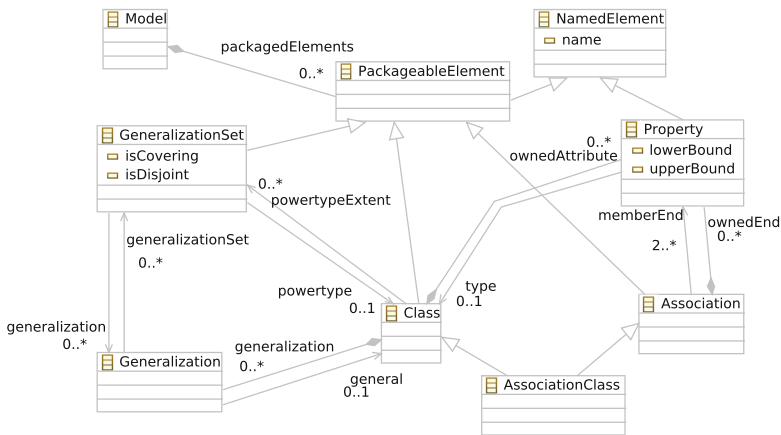 Model
NamedElement
name
packagedElements
0..*
PackageableElement
GeneralizationSet
isCovering
isDisjoint
Property
lowerBound
upperBound
0..*
ownedAttribute
0..*
powertypeExtent
memberEnd
2..*
ownedEnd
0..*
generalizationSet
0..*
powertype
0..1
type
0..1
Class
Association
generalization
0..*
generalization
0..*
Generalization
general
0..1
AssociationClass